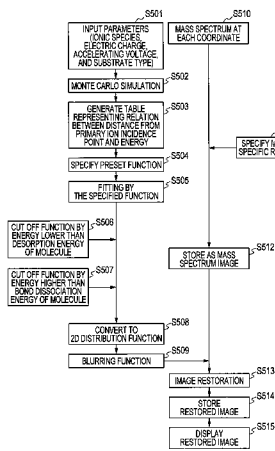 S501
INPUT PARAMETERS
(IONIC SPECIES,
ELECTRIC CHARGE,
ACCELERATING VOLTAGE,
AND SUBSTRATE TYPE)
S502
MONTE CARLO SIMULATION
S503
GENERATE TABLE
REPRESENTING RELATION
BETWEEN DISTANCE FROM
PRIMARY ION INCIDENCE
POINT AND ENERGY
S504
SPECIFY PRESET FUNCTION
S505
FITTING BY
THE SPECIFIED FUNCTION
S506
CUT OFF FUNCTION BY
ENERGY LOWER THAN
DESORPTION ENERGY
OF MOLECULE
S507
CUT OFF FUNCTION BY
ENERGY HIGHER THAN
BOND DISSOCIATION
ENERGY OF MOLECULE
S508
CONVERT TO
2D DISTRIBUTION FUNCTION
S509
BLURRING FUNCTION
S510
MASS SPECTRUM AT
EACH COORDINATE
SPECIFY
SPECIFIC
S512
STORE AS MASS
SPECTRUM IMAGE
S513
IMAGE RESTORATION
S514
STORE
RESTORED IMAGE
S515
DISPLAY
RESTORED IMAGE